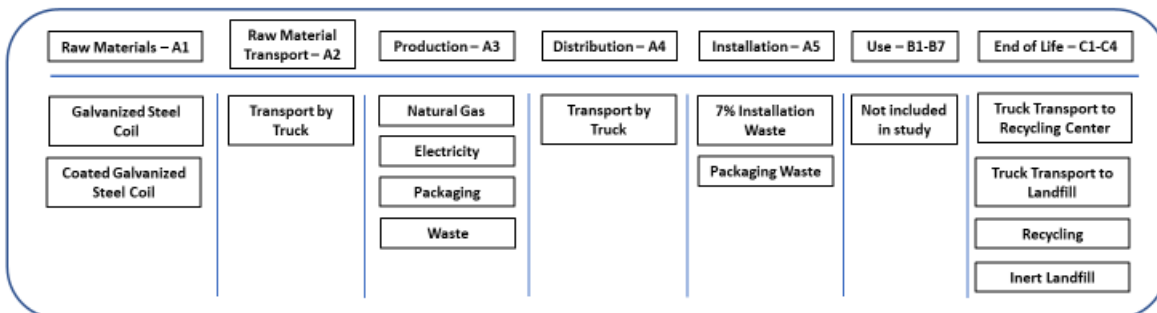 Raw Materials – A1
Raw Material
Transport – A2
Production – A3
Distribution – A4
Installation – A5
Use – B1-B7
End of Life – C1-C4
Galvanized Steel
Coil
Coated Galvanized
Steel Coil
Transport by
Truck
Natural Gas
Electricity
Packaging
Waste
Transport by
Truck
7% Installation
Waste
Packaging Waste
Not included
in study
Truck Transport to
Recycling Center
Truck Transport to
Landfill
Recycling
Inert Landfill